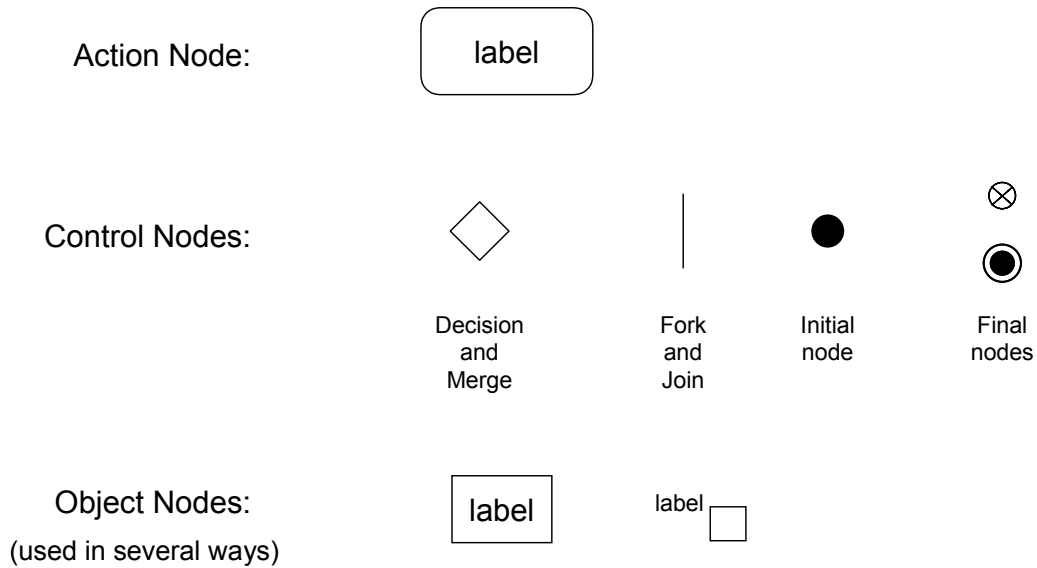 Action Node:
label
Control Nodes:
Decision
and
Merge
Fork
and
Join
Initial
node
Final
nodes
Object Nodes:
(used in several ways)
label
label